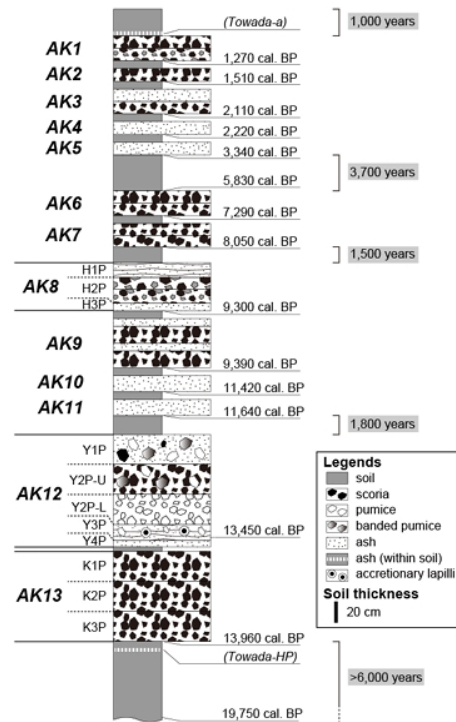 (Towada-a)
1,000 years
AK1
1,270 cal. BP
AK2
1,510 cal. BP
AK3
2,110 cal. BP
AK4
2,220 cal. BP
AK5
3,340 cal. BP
3,700 years
5,830 cal. BP
AK6
7,290 cal. BP
AK7
8,050 cal. BP
1,500 years
H1P
AK8
H2P
H3P
9,300 cal. BP
AK9
9,390 cal. BP
AK10
11,420 cal. BP
AK11
11,640 cal. BP
1,800 years
Y1P
Y2P-U
AK12
Y2P-L
Y3P
13,450 cal. BP
Y4P
K1P
AK13
K2P
K3P
13,960 cal. BP
(Towada-HP)
>6,000 years
19,750 cal. BP
Legends
soil
scoria
pumice
banded pumice
ash
ash (within soil)
accretionary lapilli
Soil thickness
20 cm